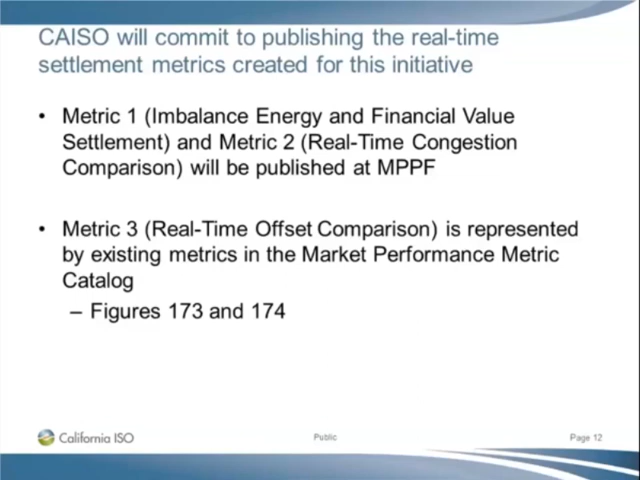 CAISO will commit to publishing the real-time
settlement metrics created for this initiative
• Metric 1 (Imbalance Energy and Financial Value
Settlement) and Metric 2 (Real-Time Congestion
Comparison) will be published at MPPF
• Metric 3 (Real-Time Offset Comparison) is represented
by existing metrics in the Market Performance Metric
Catalog
– Figures 173 and 174
California ISO
Public
Page 12